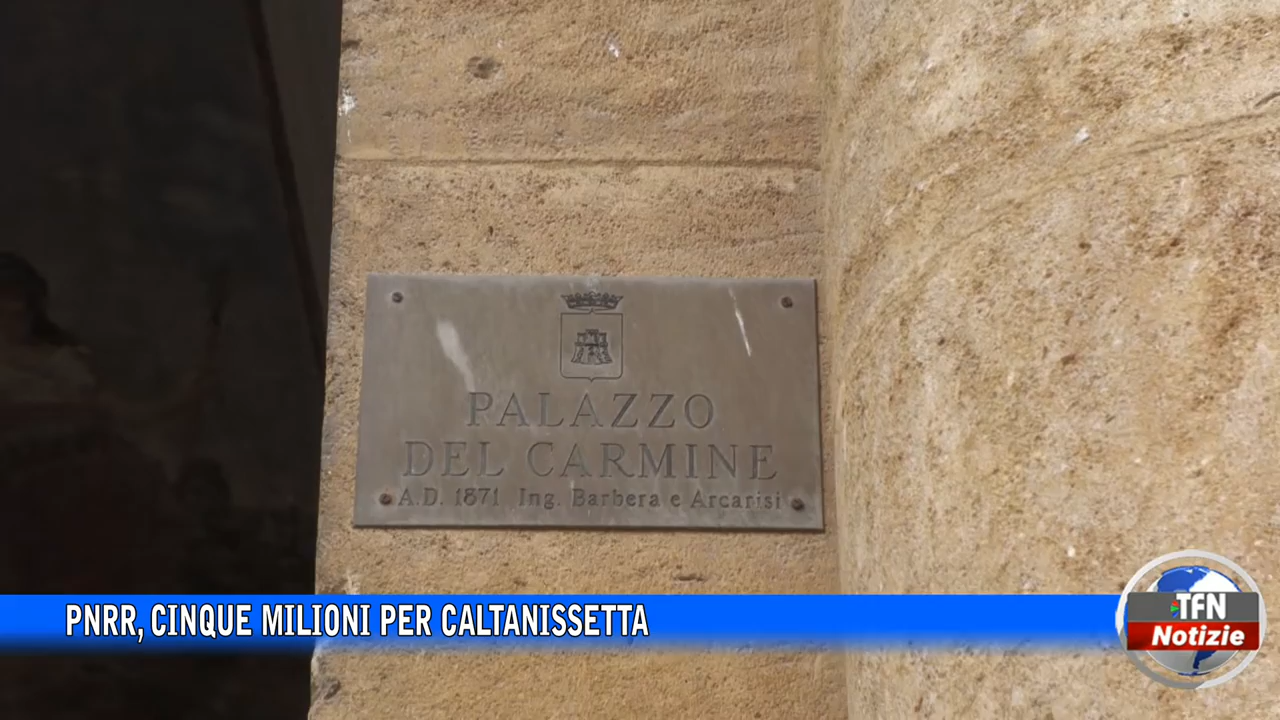 PALAZZO
DEL CARMINE
A.D. 1871 Ing. Barbera e Arcarisi
PNRR, CINQUE MILIONI PER CALTANISSETTA
TFN
Notizie